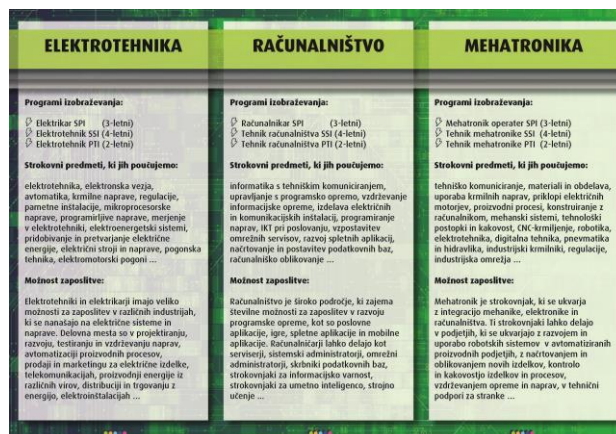 ELEKTROTEHNIKA
Programi izobraževanja:
Elektrikar SPI (3-letni)
Elektrotehnik SSI (4-letni)
Elektrotehnik PTI (2-letni)
Strokovni predmeti, ki jih poučujemo:
elektrotehnika, elektronska vezja,
avtomatika, krmilne naprave, regulacije,
pametne inštalacije, mikroprocesorske
naprave, programirljive naprave, merjenje
v elektrotehniki, elektroenergetski sistemi,
pridobivanje in pretvarjanje električne
energije, električni stroji in naprave, pogonska
tehnika, elektromotorski pogoni ...
Možnost zaposlitve:
Elektrotehniki in elektrikarji imajo veliko
možnosti za zaposlitev v različnih industrijah,
ki se nanašajo na električne sisteme in
naprave. Delovna mesta so v projektiranju,
razvoju, testiranju in vzdrževanju naprav,
avtomatizaciji proizvodnih procesov,
prodaji in marketingu za električne izdelke,
telekomunikacijah, proizvodnji energije iz
različnih virov, distribuciji in trgovanju z
energijo, elektroinštalacijah ...
RAČUNALNIŠTVO
Programi izobraževanja:
Računalnikar SPI (3-letni)
Tehnik računalništva SSI (4-letni)
Tehnik računalništva PTI (2-letni)
Strokovni predmeti, ki jih poučujemo:
informatika s tehniškim komuniciranjem,
upravljanje s programsko opremo, vzdrževanje
informacijske opreme, izdelava električnih
in komunikacijskih inštalacij, programiranje
naprav, IKT pri poslovanju, vzpostavitev
omrežnih servisov, razvoj spletnih aplikacij,
načrtovanje in postavitev podatkovnih baz,
računalniško oblikovanje ...
Možnost zaposlitve:
Računalništvo je široko področje, ki zajema
številne možnosti za zaposlitev v razvoju
programske opreme, kot so poslovne
aplikacije, igre, spletne aplikacije in mobilne
aplikacije. Računalničarji lahko delajo kot
serviserji, sistemski administratorji, omrežni
administratorji, skrbniki podatkovnih baz,
strokovnjaki za informacijsko varnost,
strokovnjaki za umetno inteligenco, strojno
učenje ...
MEHATRONIKA
Programi izobraževanja:
Mehatronik operater SPI (3-letni)
Tehnik mehatronike SSI (4-letni)
Tehnik mehatronike PTI (2-letni)
Strokovni predmeti, ki jih poučujemo:
tehniško komuniciranje, materiali in obdelava,
uporaba krmilnih naprav, priklopi električnih
motorjev, proizvodni procesi, konstruiranje z
računalnikom, mehanski sistemi, tehnološki
postopki in kakovost, CNC-krmiljenje, robotika,
elektrotehnika, digitalna tehnika, pnevmatika
in hidravlika, industrijski krmilniki, regulacije,
industrijska omrežja ...
Možnost zaposlitve:
Mehatronik je strokovnjak, ki se ukvarja
z integracijo mehanike, elektronike in
računalništva. Ti strokovnjaki lahko delajo
v podjetjih, ki se ukvarjajo z razvojem in
uporabo robotskih sistemov v avtomatiziranih
proizvodnih podjetjih, z načrtovanjem in
oblikovanjem novih izdelkov, kontrolo
in kakovostjo izdelkov in procesov,
vzdrževanjem opreme in naprav, v tehnični
podpori za stranke ...